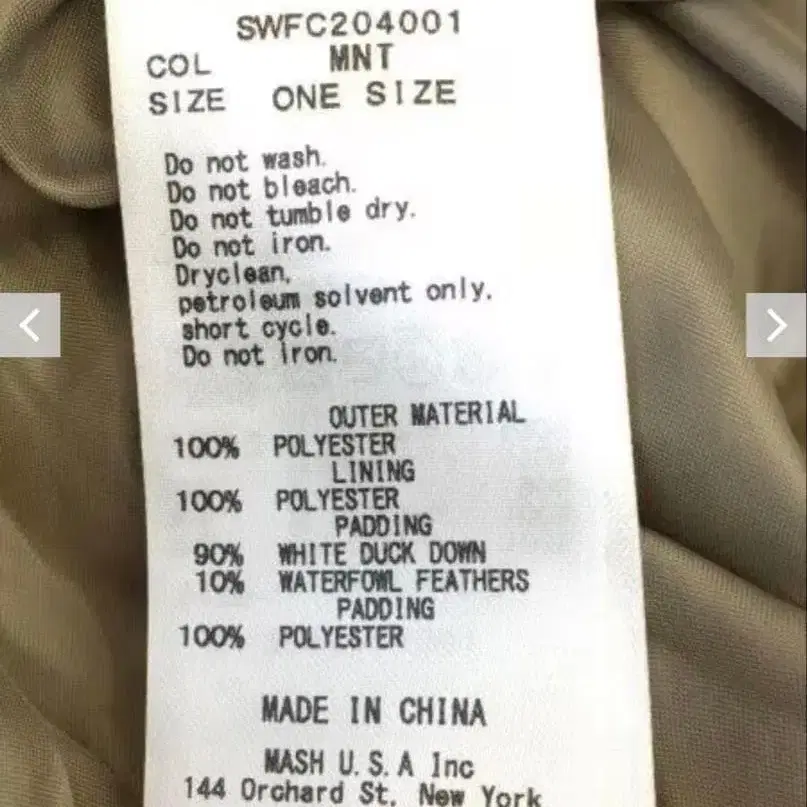 SWFC204001
COL MNT
SIZE ONE SIZE
Do not wash.
Do not bleach.
Do not tumble dry.
Do not iron.
Dryclean,
petroleum solvent only.
short cycle.
Do not iron.
OUTER MATERIAL
100% POLYESTER
LINING
100% POLYESTER
PADDING
90% WHITE DUCK DOWN
10% WATERFOWL FEATHERS
PADDING
100% POLYESTER
MADE IN CHINA
MASH U.S.A Inc
144 Orchard St, New York